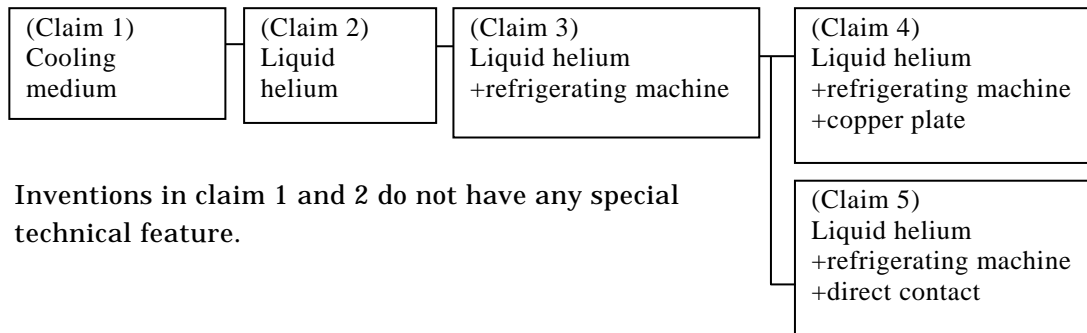 (Claim 1)
Cooling
medium
(Claim 2)
Liquid
helium
(Claim 3)
Liquid helium
+refrigerating machine
(Claim 4)
Liquid helium
+refrigerating machine
+copper plate
Inventions in claim 1 and 2 do not have any special
technical feature.
(Claim 5)
Liquid helium
+refrigerating machine
+direct contact